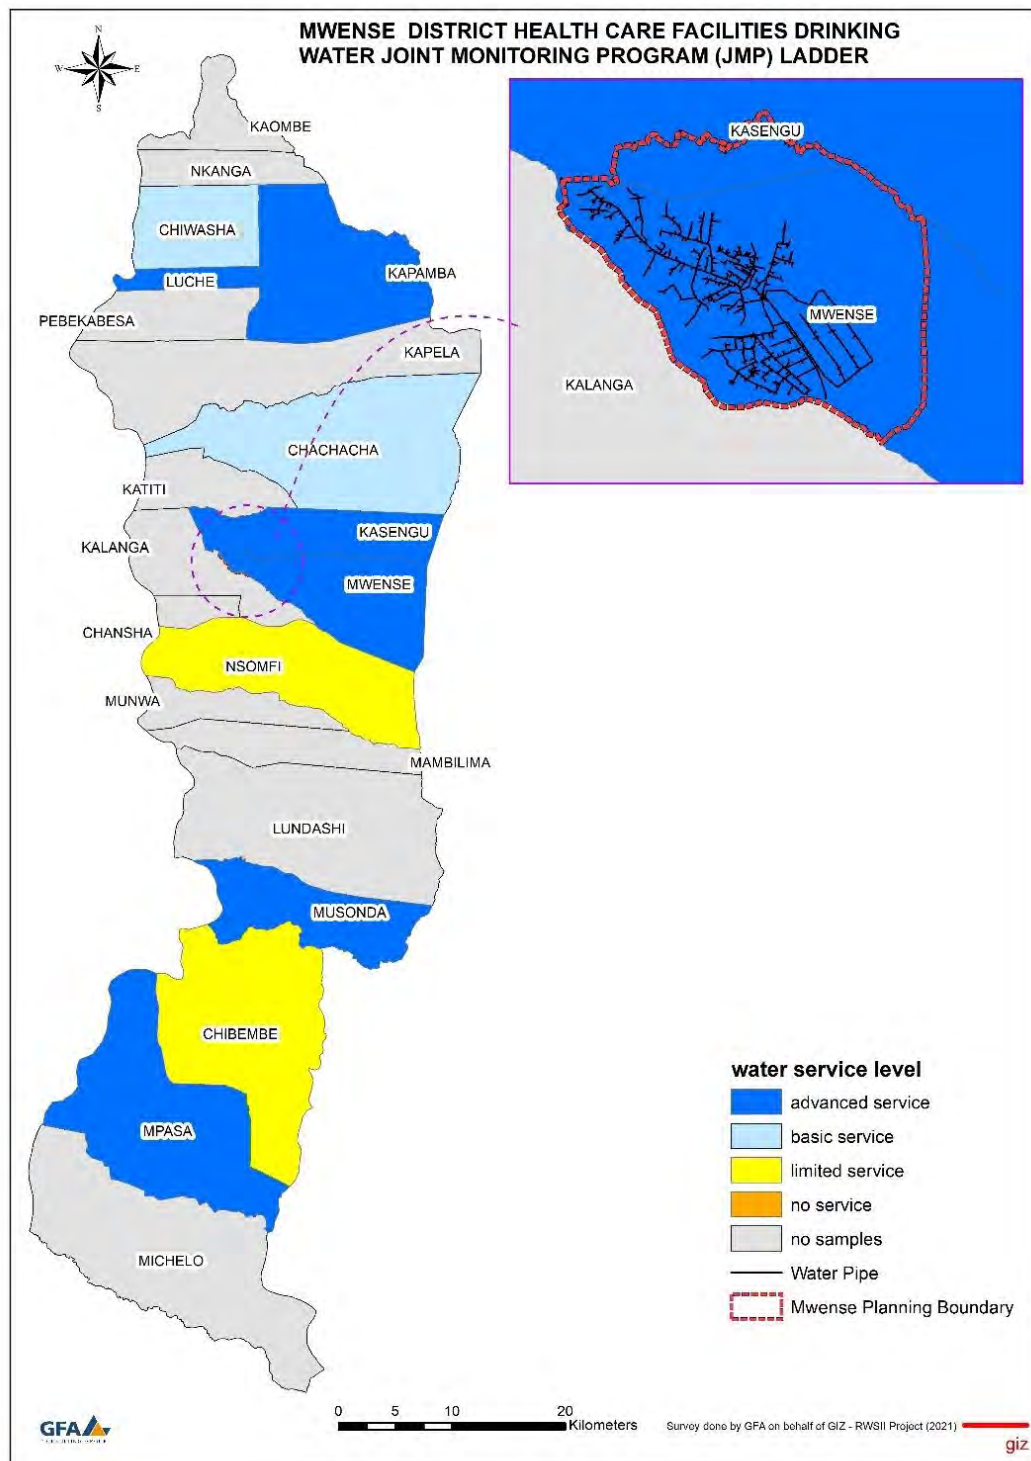 MWENSE DISTRICT HEALTH CARE FACILITIES DRINKING
WATER JOINT MONITORING PROGRAM (JMP) LADDER
N
W
E
S
KAOMBE
NKANGA
CHIWASHA
KAPAMBA
LUCHE
PEBEKABESA
KAPELA
CHACHACHA
KATITI
KASENGU
KALANGA
MWENSE
CHANSHA
NSOMFI
MUNWA
MAMBILIMA
LUNDASHI
MUSONDA
CHIBEMBE
MPASA
MICHELO
KASENGU
MWENSE
KALANGA
water service level
advanced service
basic service
limited service
no service
no samples
Water Pipe
Mwense Planning Boundary
GFA
0 5 10 20
Kilometers
Survey done by GFA on behalf of GIZ - RWSII Project (2021)
giz